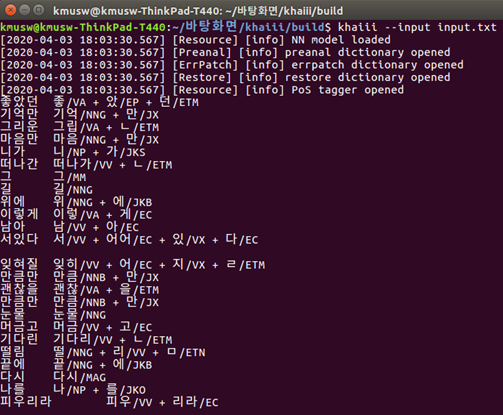 kmusw@kmusw-ThinkPad-T440: ~/바탕화면/khaiii/build
kmusw@kmusw-ThinkPad-T440:~/바탕화면/khaiii/build$ khaiii --input input.txt
[2020-04-03 18:03:30.567] [Resource] [info] NN model loaded
[2020-04-03 18:03:30.567] [Preanal] [info] preanal dictionary opened
[2020-04-03 18:03:30.567] [ErrPatch] [info] errpatch dictionary opened
[2020-04-03 18:03:30.567] [Restore] [info] restore dictionary opened
[2020-04-03 18:03:30.567] [Resource] [info] PoS tagger opened
좋았던 좋/VA + 았/EP + 던/ETM
기억만 기억/NNG + 만/JX
그리운 그립/VA + ㄴ/ETM
마음만 마음/NNG + 만/JX
니가 니/NP + 가/JKS
떠나간 떠나가/VV + ㄴ/ETM
그 그/MM
길 길/NNG
위에 위/NNG + 에/JKB
이렇게 이렇/VA + 게/EC
남아 남/VV + 아/EC
서있다 서/VV + 어어/EC + 있/VX + 다/EC
잊혀질 잊히/VV + 어/EC + 지/VX + ㄹ/ETM
만큼만 만큼/NNB + 만/JX
괜찮을 괜찮/VA + 을/ETM
만큼만 만큼/NNB + 만/JX
눈물 눈물/NNG
머금고 머금/VV + 고/EC
기다린 기다리/VV + ㄴ/ETM
떨림 떨/NNG + 리/VV + ㅁ/ETN
끝에 끝/NNG + 에/JKB
다시 다시/MAG
나를 나/NP + 를/JKO
피우리라 피우/VV + 리라/EC